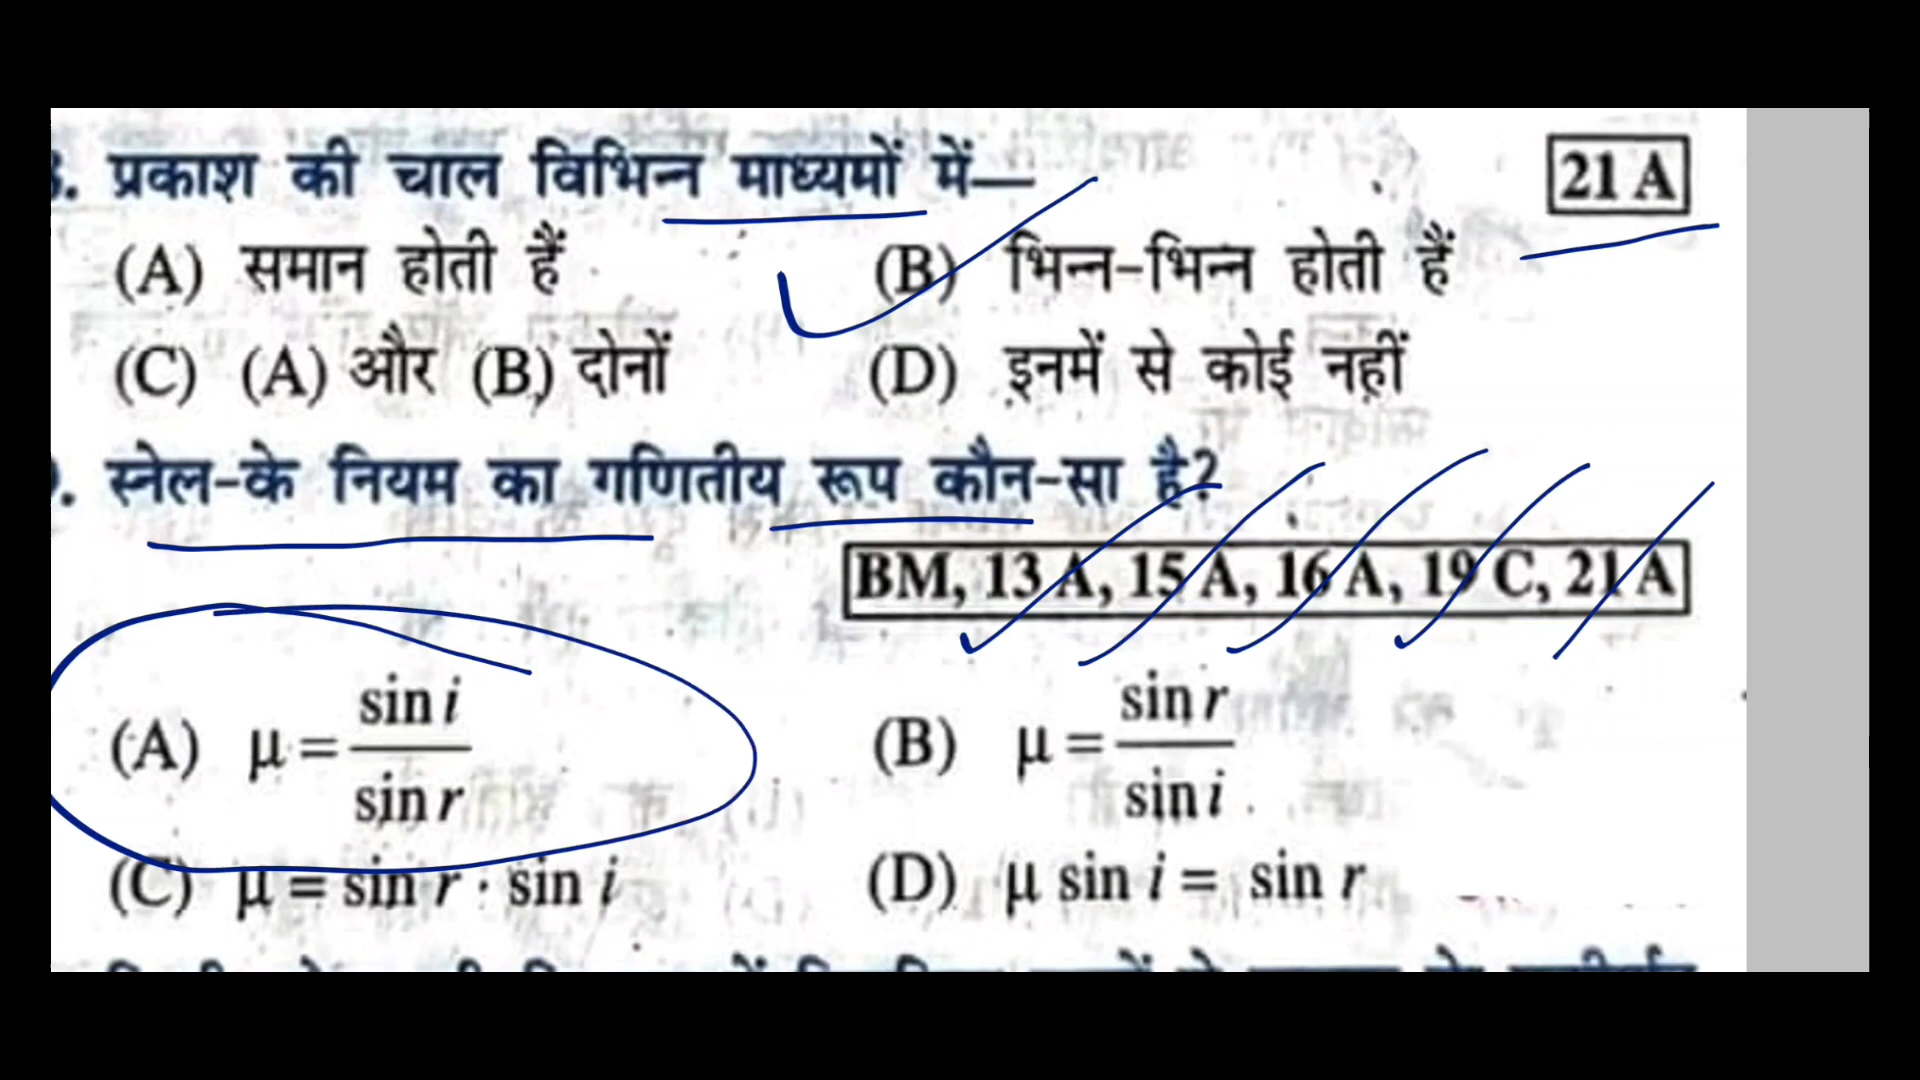 प्रकाश की चाल विभिन्न माध्यमों में— 21 A
(A) समान होती हैं (B) भिन्न-भिन्न होती हैं
(C) (A) और (B) दोनों (D) इनमें से कोई नहीं
स्नेल-के नियम का गणितीय रूप कौन-सा है?
BM, 13 A, 15 A, 16 A, 19 C, 21 A
(A) μ = sin i / sin r (B) μ = sin r / sin i
(C) μ = sin r · sin i (D) μ sin i = sin r